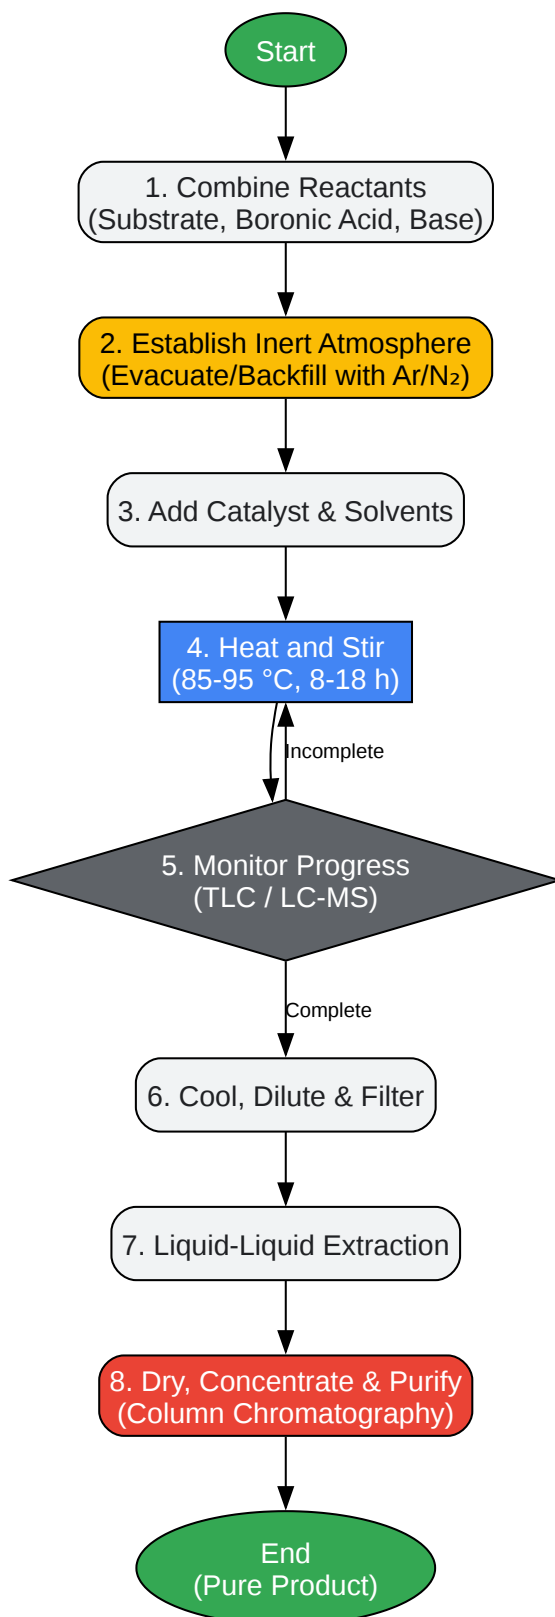 Start
1. Combine Reactants
(Substrate, Boronic Acid, Base)
2. Establish Inert Atmosphere
(Evacuate/Backfill with Ar/N₂)
3. Add Catalyst & Solvents
4. Heat and Stir
(85-95 °C, 8-18 h)
Incomplete
5. Monitor Progress
(TLC / LC-MS)
Complete
6. Cool, Dilute & Filter
7. Liquid-Liquid Extraction
8. Dry, Concentrate & Purify
(Column Chromatography)
End
(Pure Product)